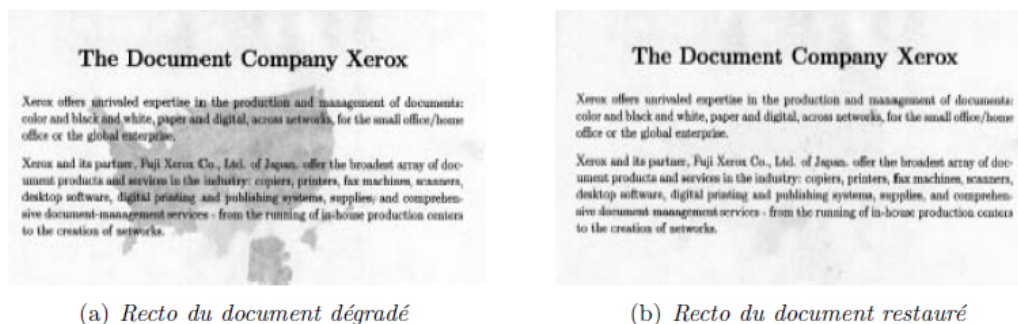 The Document Company Xerox
Xerox offers unrivaled expertise in the production and management of documents:
color and black and white, paper and digital, across networks, for the small office/home
office or the global enterprise.
Xerox and its partner, Fuji Xerox Co., Ltd. of Japan, offer the broadest array of doc-
ument products and services in the industry: copiers, printers, fax machines, scanners,
desktop software, digital printing and publishing systems, supplies, and comprehen-
sive document-management services - from the running of in-house production centers
to the creation of networks.
(a) Recto du document dégradé
The Document Company Xerox
Xerox offers unrivaled expertise in the production and management of documents:
color and black and white, paper and digital, across networks, for the small office/home
office or the global enterprise.
Xerox and its partner, Fuji Xerox Co., Ltd. of Japan, offer the broadest array of doc-
ument products and services in the industry: copiers, printers, fax machines, scanners,
desktop software, digital printing and publishing systems, supplies, and comprehen-
sive document management services - from the running of in-house production centers
to the creation of networks.
(b) Recto du document restauré